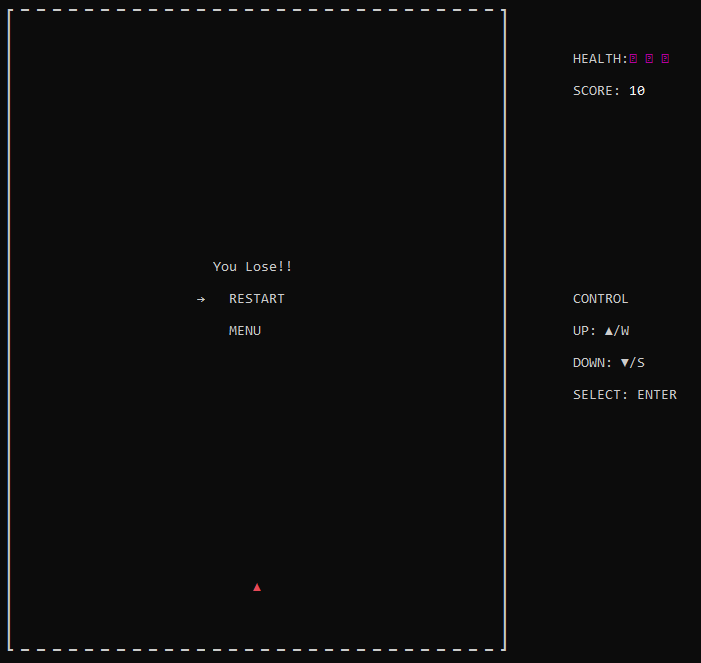 HEALTH:
SCORE: 10
You Lose!!
➔ RESTART
MENU
CONTROL
UP: ▲/W
DOWN: ▼/S
SELECT: ENTER